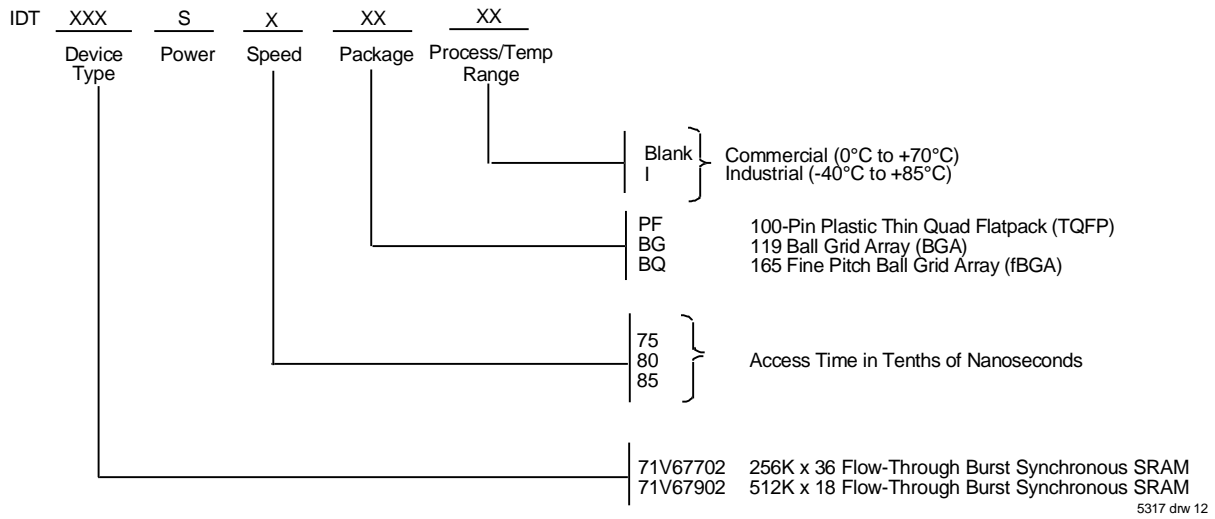 IDT XXX S X XX XX
Device Type Power Speed Package Process/Temp Range
Blank Commercial (0°C to +70°C)
I Industrial (-40°C to +85°C)
PF 100-Pin Plastic Thin Quad Flatpack (TQFP)
BG 119 Ball Grid Array (BGA)
BQ 165 Fine Pitch Ball Grid Array (fBGA)
75
80 Access Time in Tenths of Nanoseconds
85
71V67702 256K x 36 Flow-Through Burst Synchronous SRAM
71V67902 512K x 18 Flow-Through Burst Synchronous SRAM
5317 drw 12